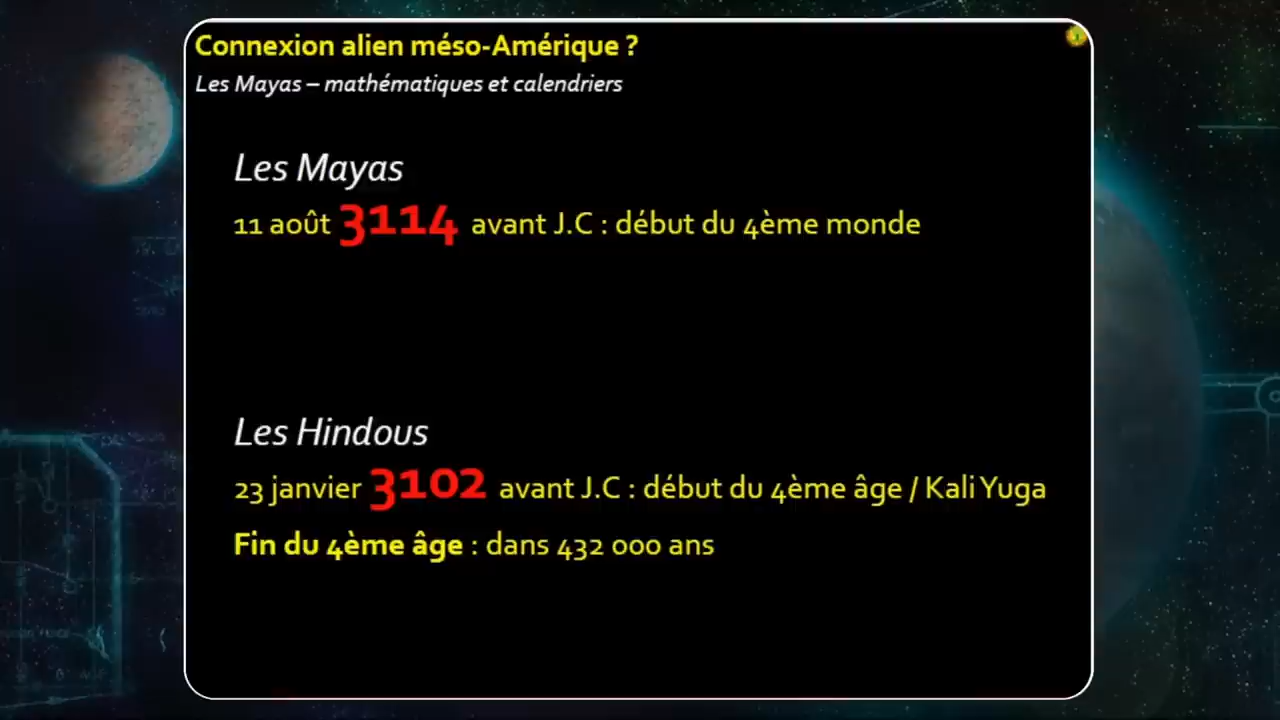 Connexion alien méso-Amérique ?
Les Mayas – mathématiques et calendriers
Les Mayas
11 août 3114 avant J.C : début du 4ème monde
Les Hindous
23 janvier 3102 avant J.C : début du 4ème âge / Kali Yuga
Fin du 4ème âge : dans 432 000 ans